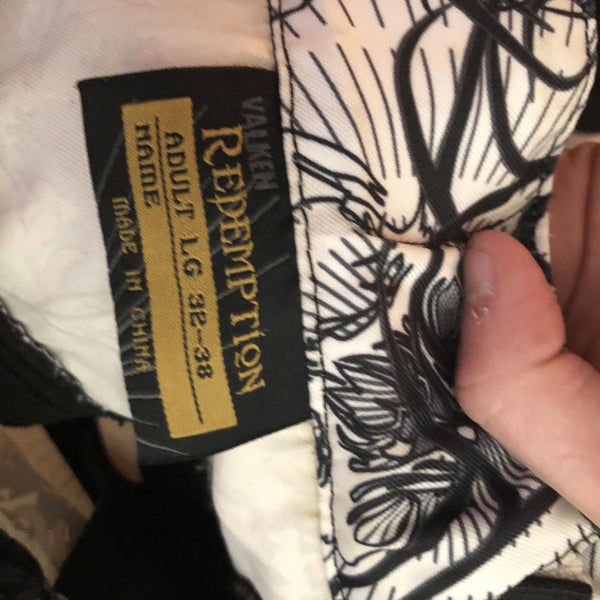 VALKEN
REDEMPTION
ADULT LG 32-38
NAME
MADE IN CHINA